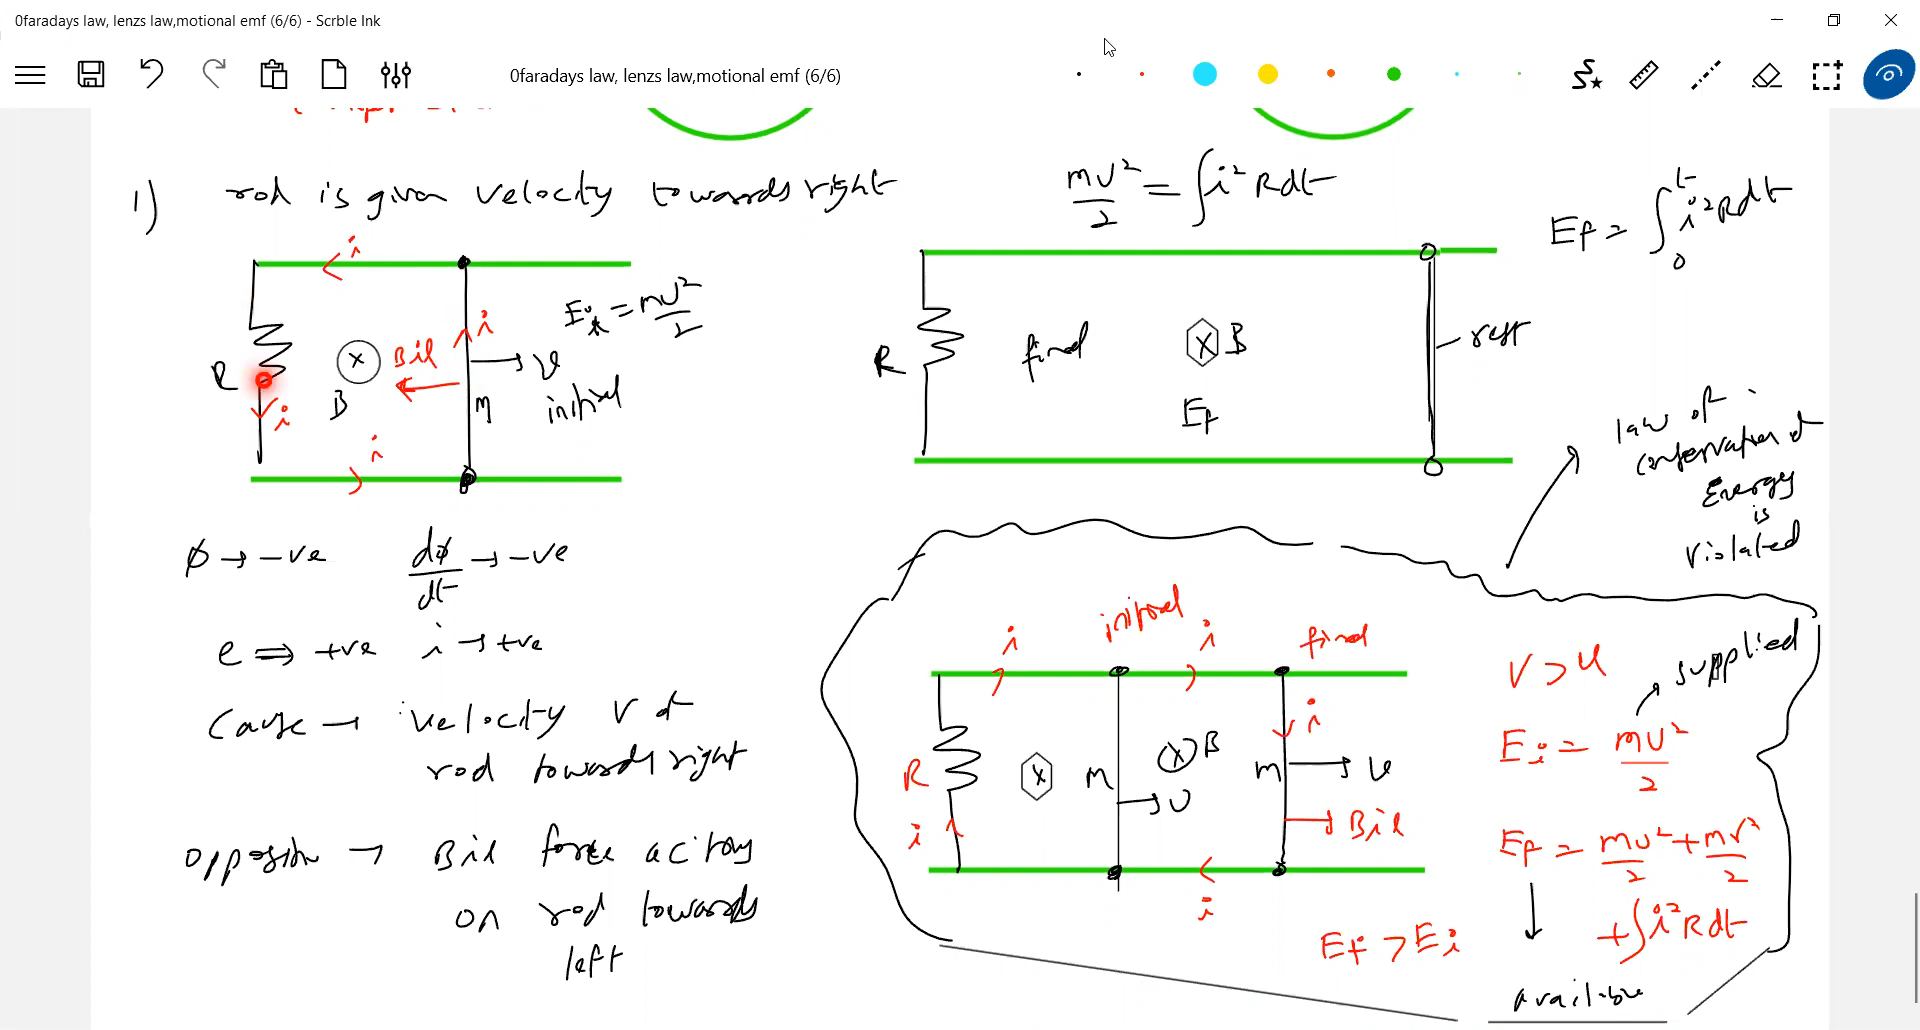 0faradays law, lenzs law,motional emf (6/6) - Scrble Ink
0faradays law, lenzs law,motional emf (6/6)
1) rod is given velocity towards right
mv²/2 = ∫i²Rdt
Ef = ∫₀ᵗ i²Rdt
i
Ei = mv²/2
R
B
Bil
i
v
initial
M
i
i
R
final
B
Ef
rest
law of conservation of Energy is violated
φ → -ve dφ/dt → -ve
e ⇒ +ve i → +ve
Cause → velocity V of
rod towards right
opposition → Bil force acting
on rod towards
left
i
initial
i
final
R
i
M
U
B
i
M
v
Bil
i
V > U
supplied
Ei = mu²/2
Ef = mu²/2 + mv²/2
+ ∫i²Rdt
Ef > Ei
available